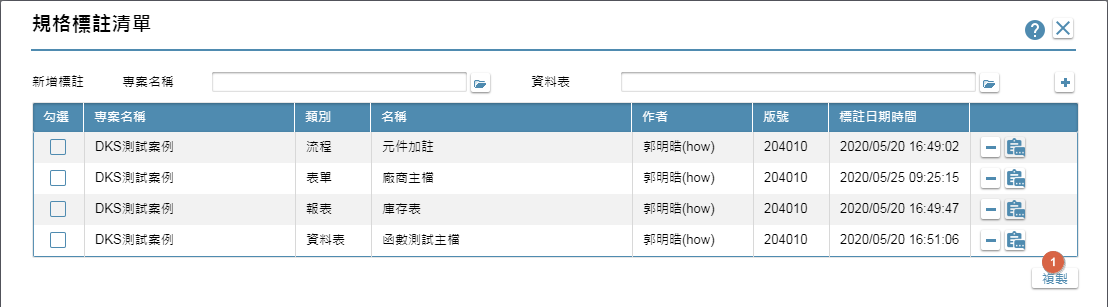 規格標註清單
?
新增標註 專案名稱 資料表
勾選 專案名稱 類別 名稱 作者 版號 標註日期時間
DKS測試案例 流程 元件加註 郭明晧(how) 204010 2020/05/20 16:49:02
DKS測試案例 表單 廠商主檔 郭明晧(how) 204010 2020/05/25 09:25:15
DKS測試案例 報表 庫存表 郭明晧(how) 204010 2020/05/20 16:49:47
DKS測試案例 資料表 函數測試主檔 郭明晧(how) 204010 2020/05/20 16:51:06
1
複製